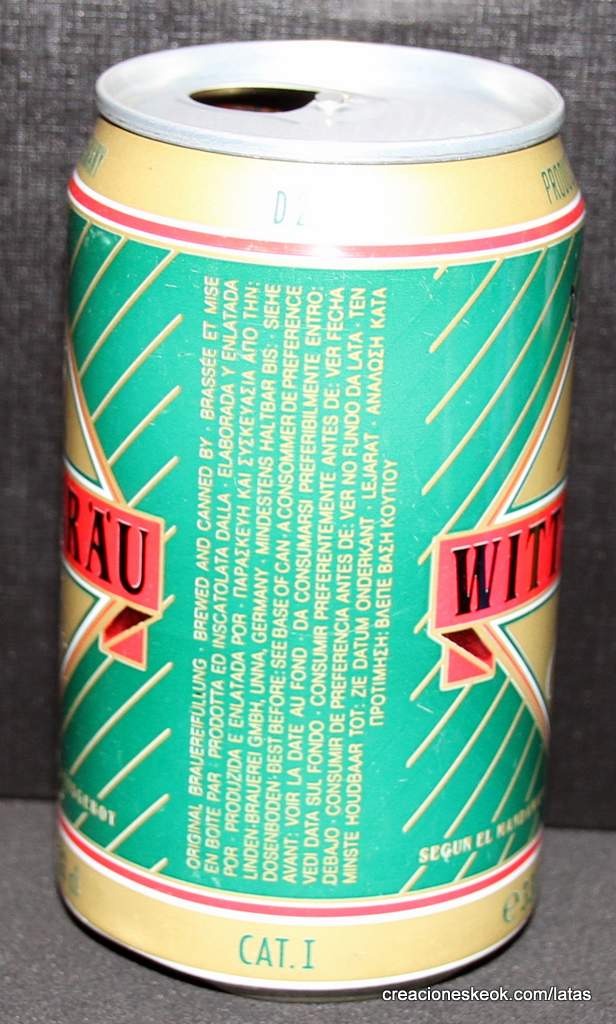 D 2
PRODU
RÄU
WITT
ORIGINAL BRAUEREIFÜLLUNG · BREWED AND CANNED BY · BRASSÉE ET MISE
EN BOITE PAR · PRODOTTA ED INSCATOLATA DALLA · ELABORADA Y ENLATADA
POR · PRODUZIDA E ENLATADA POR · ΠΑΡΑΣΚΕΥΗ ΚΑΙ ΣΥΣΚΕΥΑΣΙΑ ΑΠΟ ΤΗΝ:
LINDEN-BRAUEREI GMBH, UNNA, GERMANY · MINDESTENS HALTBAR BIS: SIEHE
DOSENBODEN · BEST BEFORE: SEE BASE OF CAN · A CONSOMMER DE PREFERENCE
AVANT: VOIR LA DATE AU FOND · DA CONSUMARSI PREFERIBILMENTE ENTRO:
VEDI DATA SUL FONDO · CONSUMIR PREFERENTEMENTE ANTES DE: VER FECHA
DEBAJO · CONSUMIR DE PREFERENCIA ANTES DE: VER NO FUNDO DA LATA · TEN
MINSTE HOUDBAAR TOT: ZIE DATUM ONDERKANT · LEJARAT · ΑΝΑΛΩΣΗ ΚΑΤΑ
ΠΡΟΤΙΜΗΣΗ: ΒΛΕΠΕ ΒΑΣΗ ΚΟΥΤΙΟΥ
SEGUN EL MANDA
CAT. I
e
creacioneskeok.com/latas